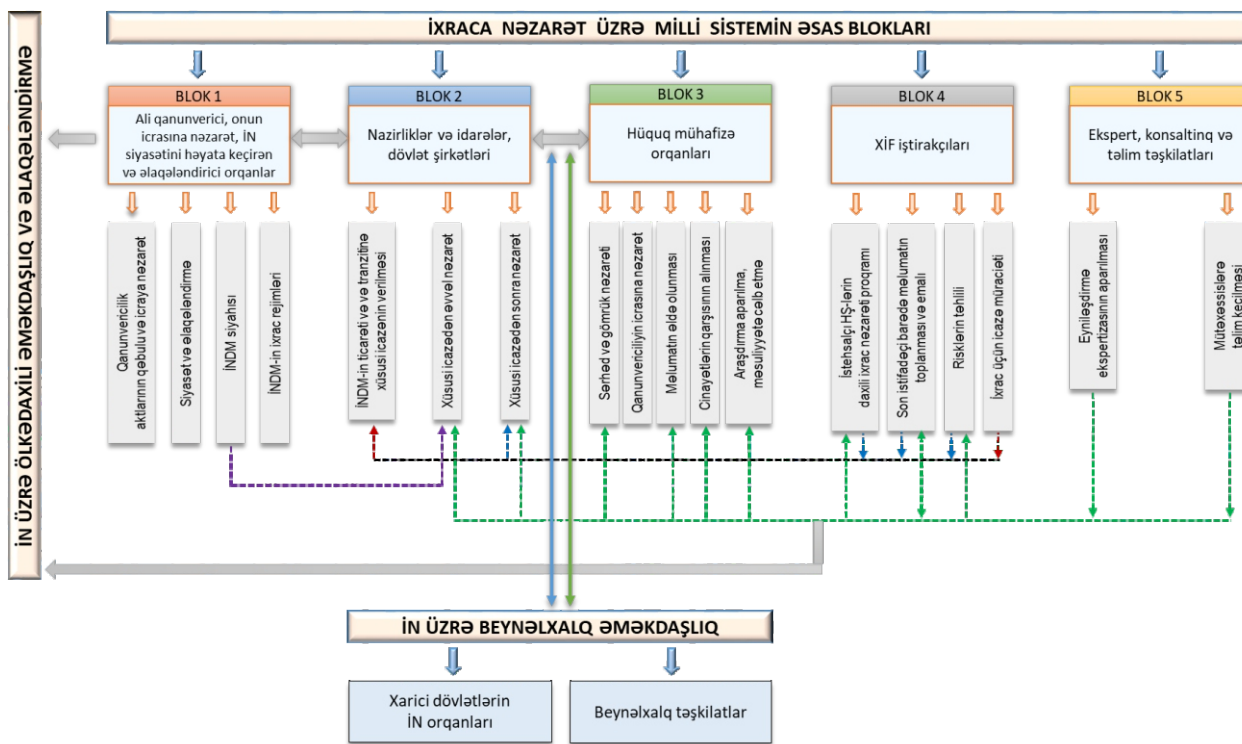 İXRACA NƏZARƏT ÜZRƏ MİLLİ SİSTEMİN ƏSAS BLOKLARI
İN ÜZRƏ ÖLKƏDAXİLİ ƏMƏKDAŞLIQ VƏ ƏLAQƏLƏNDİRMƏ
BLOK 1
Ali qanunverici, onun
icrasına nəzarət, İN
siyasətini həyata keçirən
və əlaqələndirici orqanlar
BLOK 2
Nazirliklər və idarələr,
dövlət şirkətləri
BLOK 3
Hüquq mühafizə
orqanları
BLOK 4
XİF iştirakçıları
BLOK 5
Ekspert, konsaltinq və
təlim təşkilatları
Qanunvericilik
aktlarının qəbulu və icraya nəzarət
Siyasət və əlaqələndirmə
İNDM siyahısı
İNDM-in ixrac rejimləri
İNDM-in ticarəti və və tranzitinə
xüsusi icazənin verilməsi
Xüsusi icazədən əvvəl nəzarət
Xüsusi icazədən sonra nəzarət
Sərhəd və gömrük nəzarəti
Qanunvericiliyin icrasına nəzarət
Məlumatın əldə olunması
Cinayətlərin qarşısının alınması
Araşdırma aparılma,
məsuliyyətə cəlb etmə
İstehsalçı HŞ-lərin
daxili ixrac nəzarəti proqramı
Son istifadəçi barədə məlumatın
toplanması və emalı
Risklərin təhlili
İxrac üçün icazə müraciəti
Eyniləşdirmə
ekspertizasının aparılması
Mütəxəssislərə
təlim keçilməsi
İN ÜZRƏ BEYNƏLXALQ ƏMƏKDAŞLIQ
Xarici dövlətlərin
İN orqanları
Beynəlxalq təşkilatlar